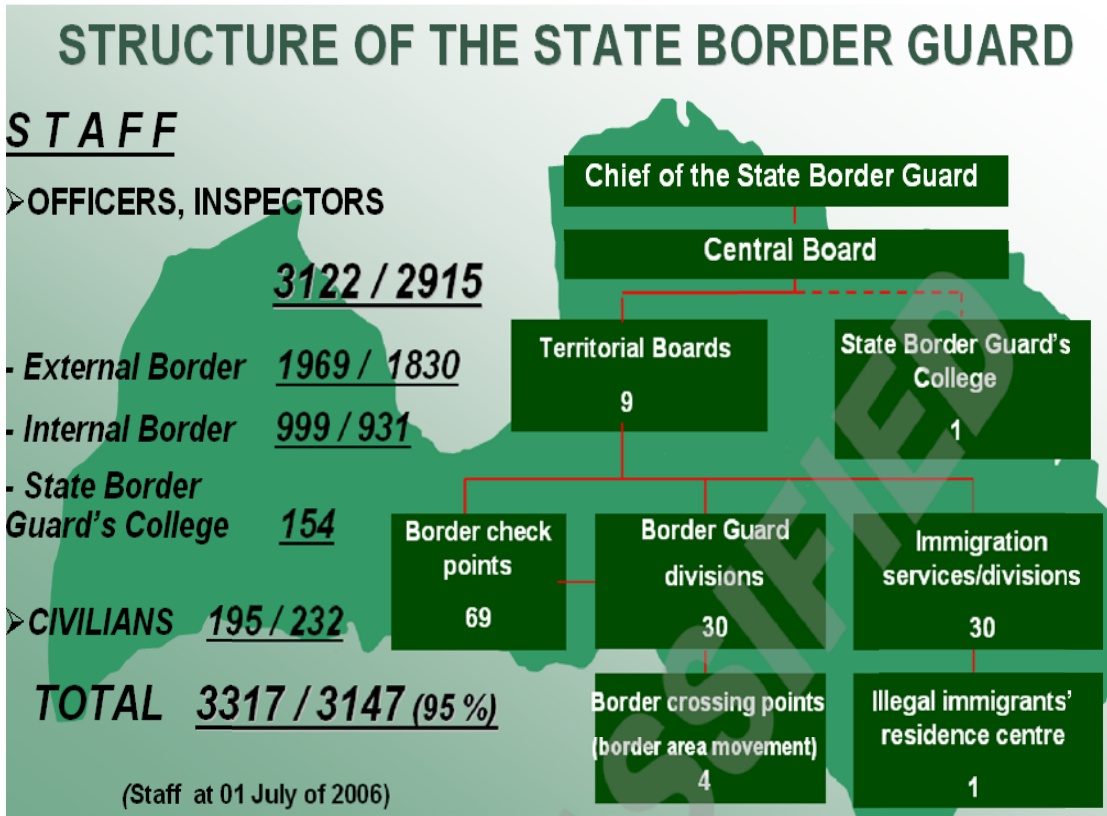 STRUCTURE OF THE STATE BORDER GUARD
S T A F F
➢OFFICERS, INSPECTORS
3122 / 2915
- External Border 1969 / 1830
- Internal Border 999 / 931
- State Border
Guard's College 154
➢CIVILIANS 195 / 232
TOTAL 3317 / 3147 (95 %)
(Staff at 01 July of 2006)
Chief of the State Border Guard
Central Board
Territorial Boards
9
State Border Guard's
College
1
Border check
points
69
Border Guard
divisions
30
Immigration
services/divisions
30
Border crossing points
(border area movement)
4
Illegal immigrants'
residence centre
1
SSIFIED